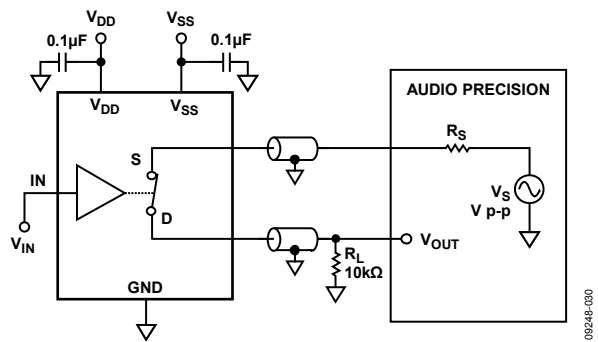 VDD
VSS
0.1µF
0.1µF
VDD
VSS
AUDIO PRECISION
RS
S
IN
VS
V p-p
D
VIN
VOUT
RL
10kΩ
GND
09248-030